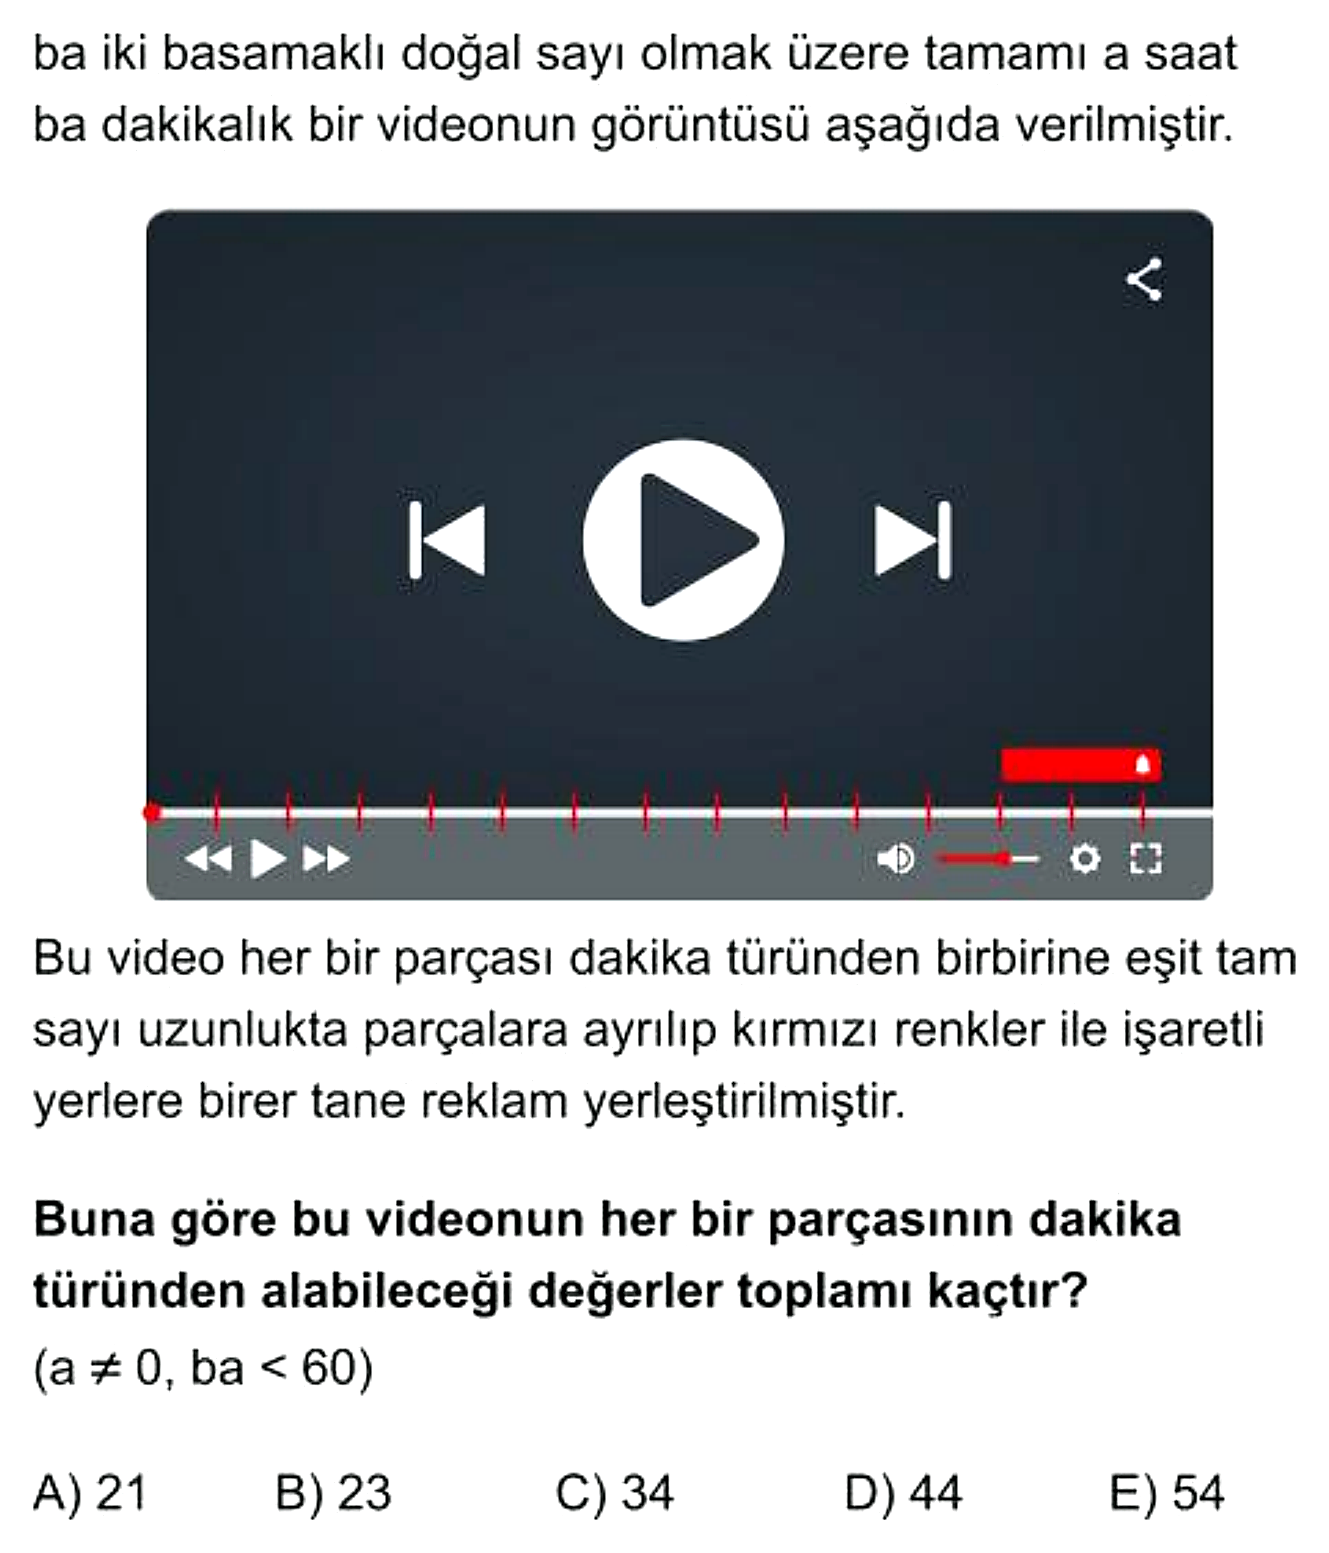 ba iki basamaklı doğal sayı olmak üzere tamamı a saat
ba dakikalık bir videonun görüntüsü aşağıda verilmiştir.
Bu video her bir parçası dakika türünden birbirine eşit tam
sayı uzunlukta parçalara ayrılıp kırmızı renkler ile işaretli
yerlere birer tane reklam yerleştirilmiştir.
Buna göre bu videonun her bir parçasının dakika
türünden alabileceği değerler toplamı kaçtır?
(a ≠ 0, ba < 60)
A) 21 B) 23 C) 34 D) 44 E) 54